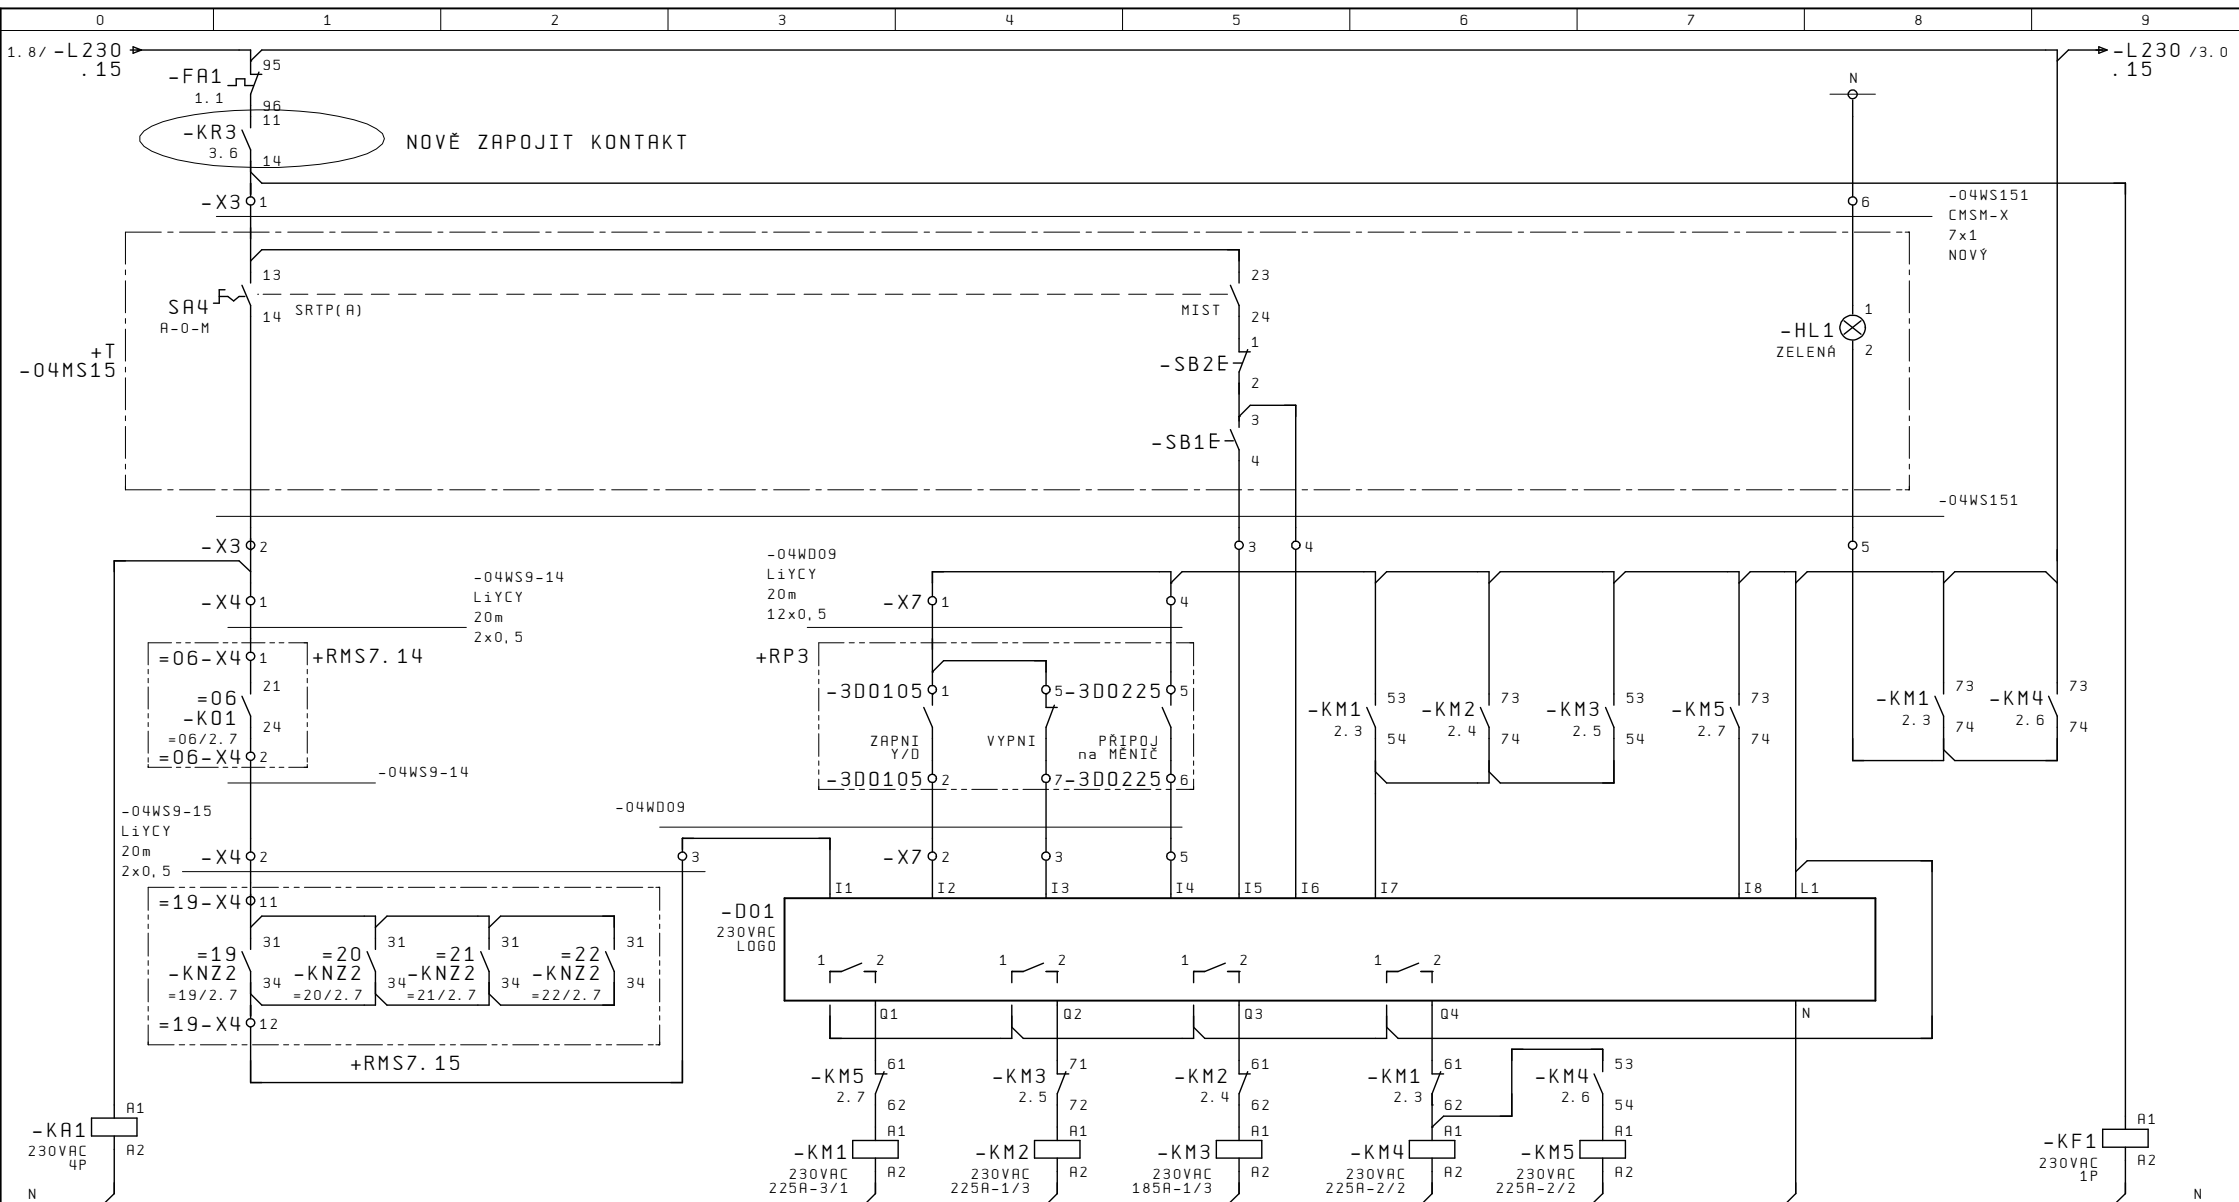 0 1 2 3 4 5 6 7 8 9
1.8/ -L230
.15
-L230 /3.0
.15
-FA1
1.1
95
96
-KR3
3.6
11
14
NOVĚ ZAPOJIT KONTAKT
N
-X3 1
6
-04WS151
CMSM-X
7x1
NOVÝ
+T
-04MS15
SA4
A-0-M
13
14
SRTP(A)
MIST
23
24
-SB2E
1
2
-SB1E
3
4
-HL1
ZELENÁ
1
2
-04WS151
-X3 2
3
4
5
-X4 1
-04WS9-14
LiYCY
20m
2x0,5
-04WD09
LiYCY
20m
12x0,5
-X7 1
4
+RMS7.14
=06-X4 1
=06
-KO1
=06/2.7
21
24
=06-X4 2
-04WS9-14
+RP3
-3D0105 1
5
-3D0225 5
ZAPNI
Y/D
VYPNI
PŘIPOJ
na MĚNIČ
-3D0105 2
7
-3D0225 6
-KM1
2.3
53
54
-KM2
2.4
73
74
-KM3
2.5
53
54
-KM5
2.7
73
74
-KM1
2.3
73
74
-KM4
2.6
73
74
-04WS9-15
LiYCY
20m
2x0,5
-04WD09
-X4 2
3
-X7 2
3
5
=19-X4 11
=19
-KNZ2
=19/2.7
31
34
=20
-KNZ2
=20/2.7
31
34
=21
-KNZ2
=21/2.7
31
34
=22
-KNZ2
=22/2.7
31
34
=19-X4 12
+RMS7.15
I1 I2 I3 I4 I5 I6 I7 I8 L1
-D01
230VAC
LOGO
1 2 1 2 1 2 1 2
Q1 Q2 Q3 Q4 N
-KM5
2.7
61
62
-KM3
2.5
71
72
-KM2
2.4
61
62
-KM1
2.3
61
62
-KM4
2.6
53
54
-KA1
230VAC
4P
A1
A2
-KM1
230VAC
225A-3/1
A1
A2
-KM2
230VAC
225A-1/3
A1
A2
-KM3
230VAC
185A-1/3
A1
A2
-KM4
230VAC
225A-2/2
A1
A2
-KM5
230VAC
225A-2/2
A1
A2
-KF1
230VAC
1P
A1
A2
N
N